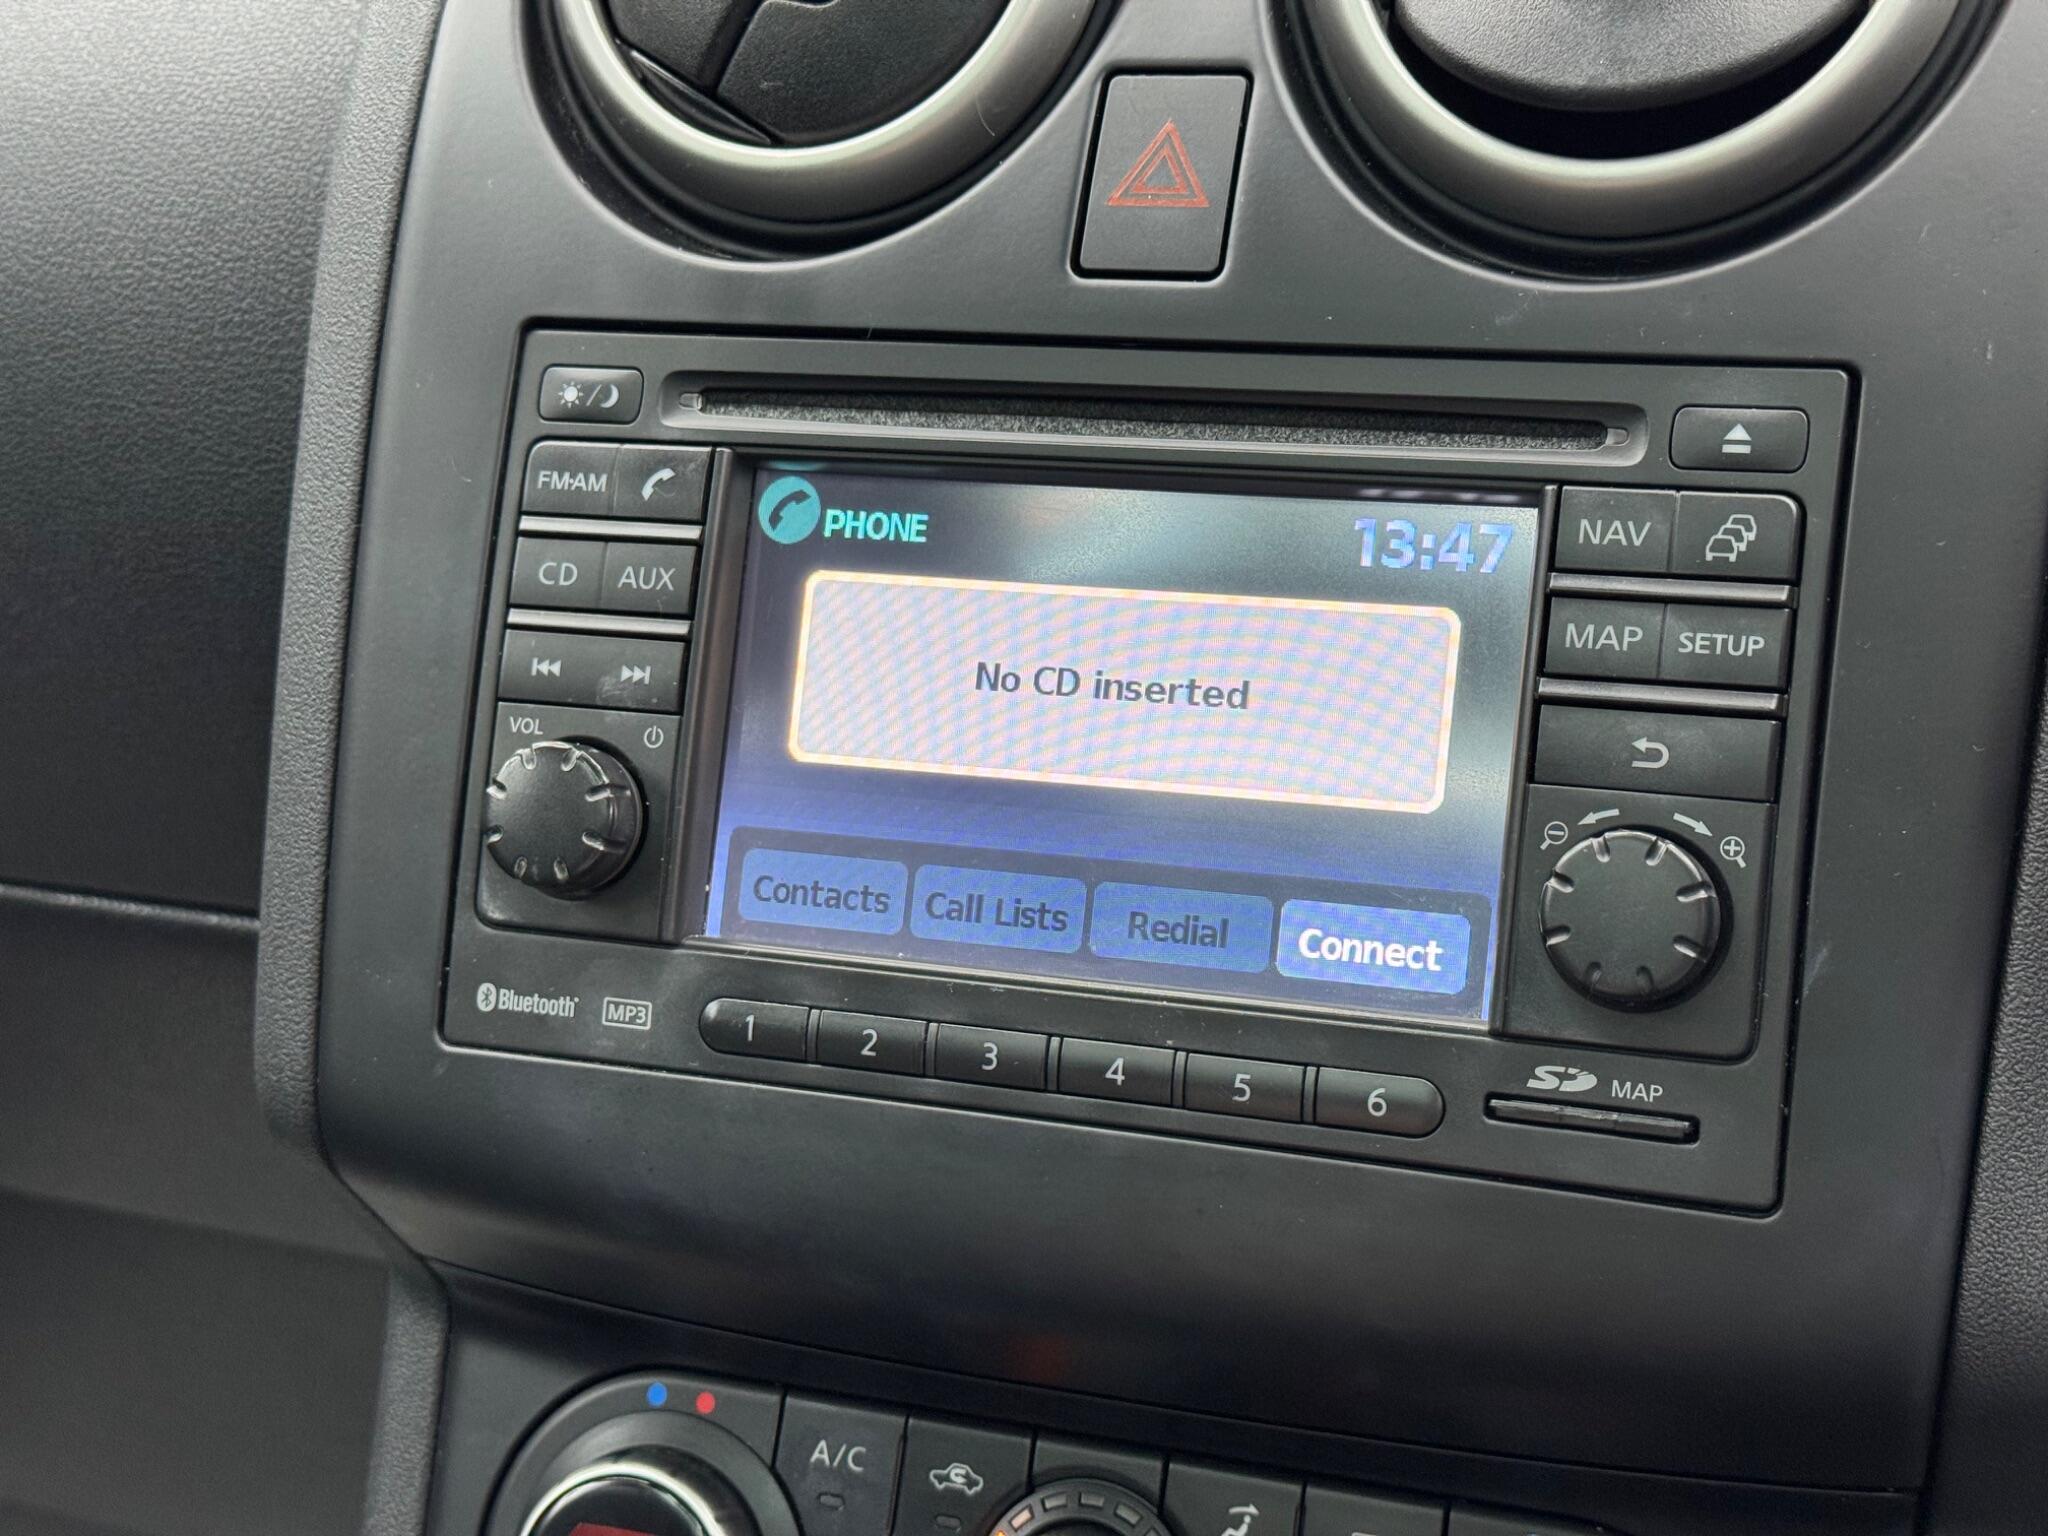 FM·AM
CD
AUX
VOL
PHONE
13:47
No CD inserted
Contacts
Call Lists
Redial
Connect
NAV
MAP
SETUP
Bluetooth
MP3
1
2
3
4
5
6
SD
MAP
A/C